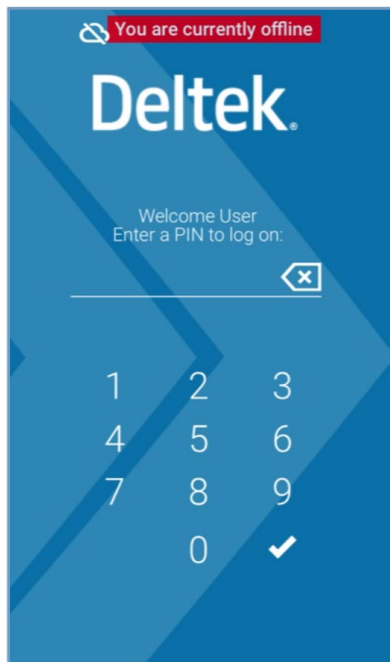 You are currently offline
Deltek®
Welcome User
Enter a PIN to log on:
1 2 3
4 5 6
7 8 9
0